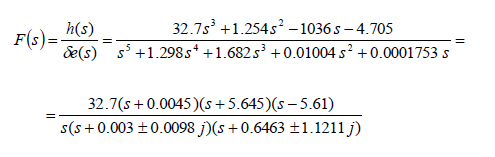 F(s) = h(s) / δe(s) = (32.7s³ + 1.254s² − 1036s − 4.705) / (s⁵ + 1.298s⁴ + 1.682s³ + 0.01004s² + 0.0001753s) =
= 32.7(s + 0.0045)(s + 5.645)(s − 5.61) / s(s + 0.003 ± 0.0098j)(s + 0.6463 ± 1.1211j)